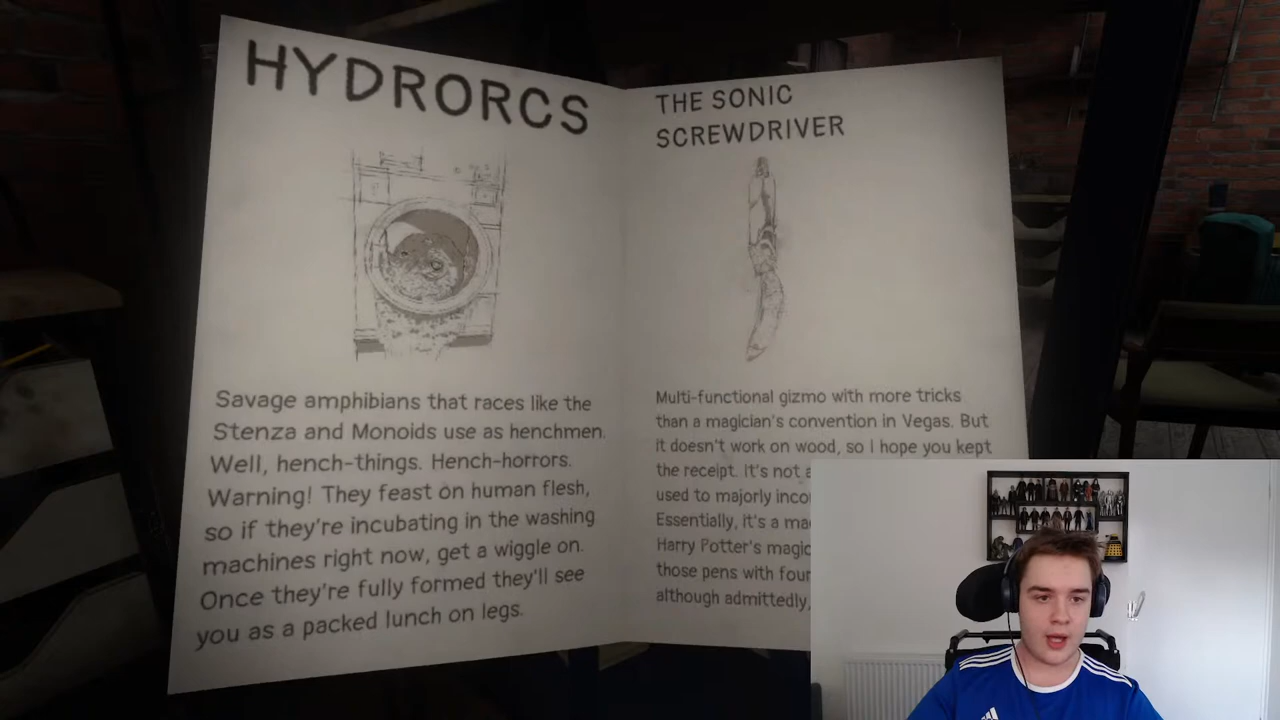 HYDRORCS
Savage amphibians that races like the
Stenza and Monoids use as henchmen.
Well, hench-things. Hench-horrors.
Warning! They feast on human flesh,
so if they're incubating in the washing
machines right now, get a wiggle on.
Once they're fully formed they'll see
you as a packed lunch on legs.
THE SONIC
SCREWDRIVER
Multi-functional gizmo with more tricks
than a magician's convention in Vegas. But
it doesn't work on wood, so I hope you kept
the receipt. It's not a
used to majorly
Essentially, it's a
Harry Potter's
those pens with four
although admittedly,